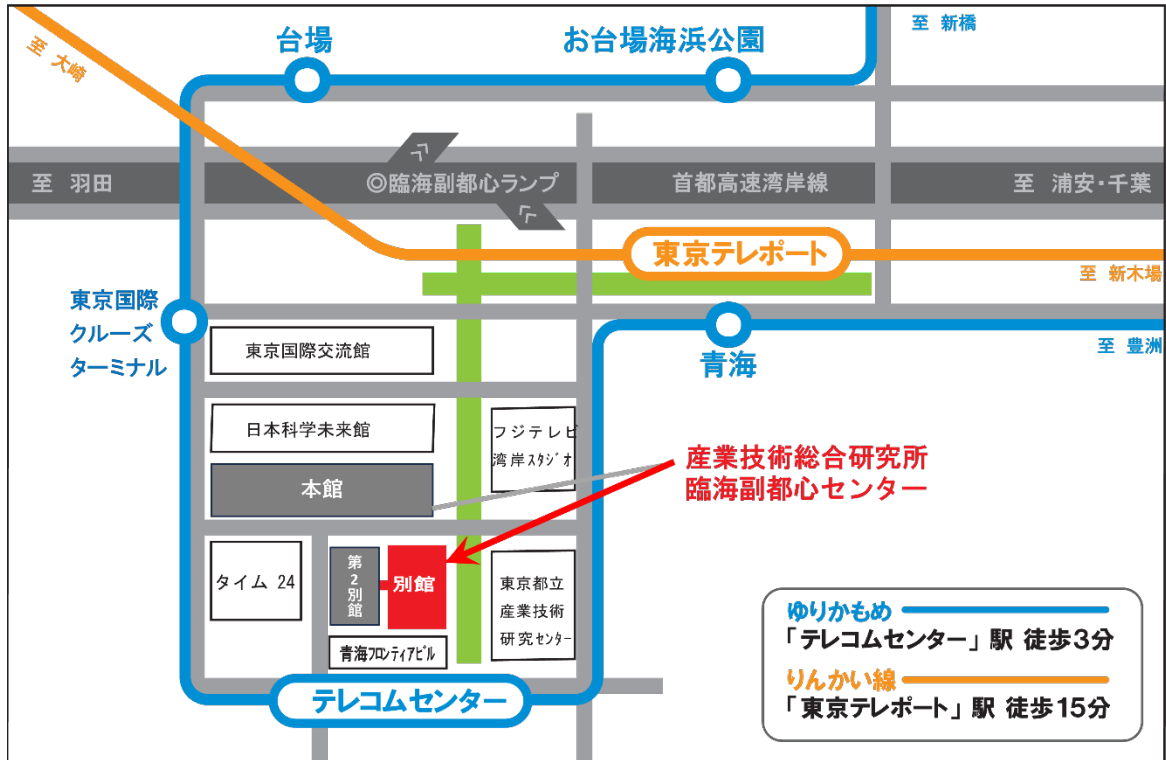 至 新橋
台場
お台場海浜公園
至 大崎
至 羽田
◎臨海副都心ランプ
首都高速湾岸線
至 浦安・千葉
東京テレポート
至 新木場
東京国際
クルーズ
ターミナル
青海
至 豊洲
東京国際交流館
日本科学未来館
フジテレビ
湾岸スタジオ
産業技術総合研究所
臨海副都心センター
本館
タイム 24
第2別館
別館
東京都立
産業技術
研究センター
青海フロンティアビル
テレコムセンター
ゆりかもめ
「テレコムセンター」駅 徒歩3分
りんかい線
「東京テレポート」駅 徒歩15分